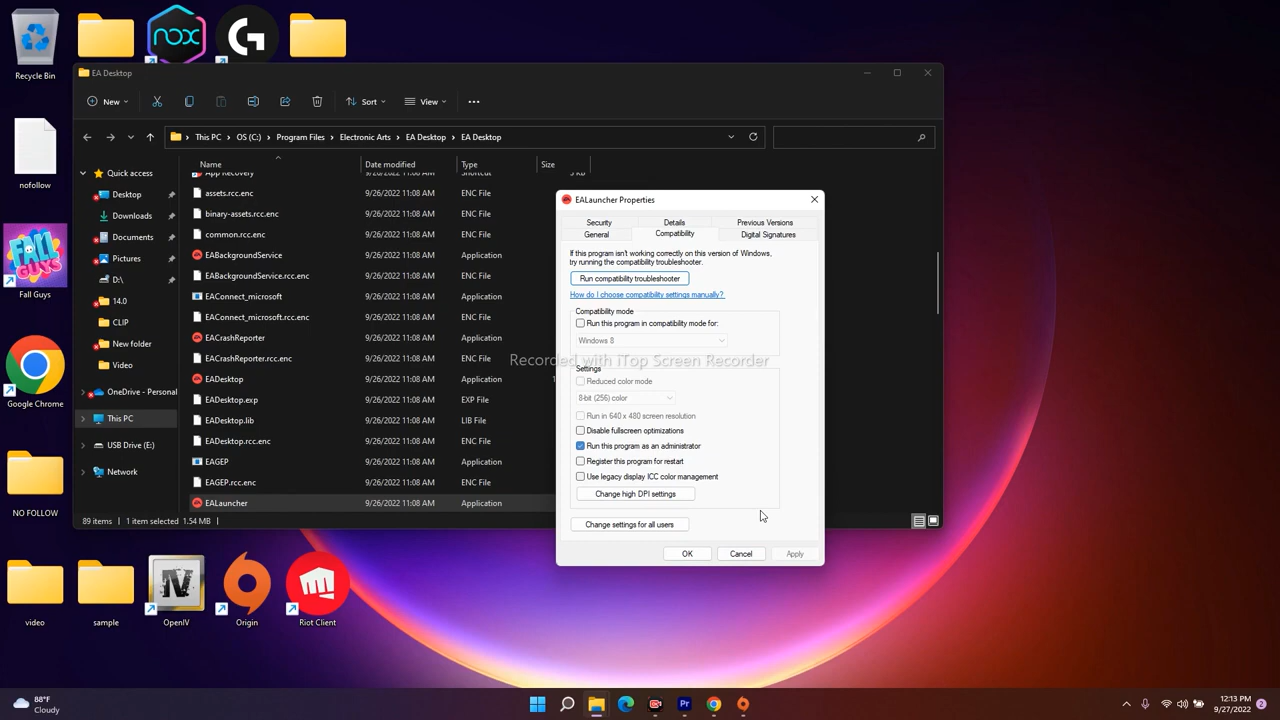 Recycle Bin
nofollow
Fall Guys
Google Chrome
NO FOLLOW
video
sample
OpenIV
Origin
Riot Client
nox
EA Desktop
New
Sort
View
This PC
OS (C:)
Program Files
Electronic Arts
EA Desktop
EA Desktop
Name
Date modified
Type
Size
Quick access
Desktop
Downloads
Documents
Pictures
D:\
14.0
CLIP
New folder
Video
OneDrive - Personal
This PC
USB Drive (E:)
Network
App Recovery 9/26/2022 11:08 AM Shortcut 3 KB
assets.rcc.enc 9/26/2022 11:08 AM ENC File
binary-assets.rcc.enc 9/26/2022 11:08 AM ENC File
common.rcc.enc 9/26/2022 11:08 AM ENC File
EABackgroundService 9/26/2022 11:08 AM Application
EABackgroundService.rcc.enc 9/26/2022 11:08 AM ENC File
EAConnect_microsoft 9/26/2022 11:08 AM Application
EAConnect_microsoft.rcc.enc 9/26/2022 11:08 AM ENC File
EACrashReporter 9/26/2022 11:08 AM Application
EACrashReporter.rcc.enc 9/26/2022 11:08 AM ENC File
EADesktop 9/26/2022 11:08 AM Application
EADesktop.exp 9/26/2022 11:08 AM EXP File
EADesktop.lib 9/26/2022 11:08 AM LIB File
EADesktop.rcc.enc 9/26/2022 11:08 AM ENC File
EAGEP 9/26/2022 11:08 AM Application
EAGEP.rcc.enc 9/26/2022 11:08 AM ENC File
EALauncher 9/26/2022 11:08 AM Application
89 items 1 item selected 1.54 MB
EALauncher Properties
Security Details Previous Versions
General Compatibility Digital Signatures
If this program isn't working correctly on this version of Windows,
try running the compatibility troubleshooter.
Run compatibility troubleshooter
How do I choose compatibility settings manually?
Compatibility mode
Run this program in compatibility mode for:
Windows 8
Recorded with iTop Screen Recorder
Settings
Reduced color mode
8-bit (256) color
Run in 640 x 480 screen resolution
Disable fullscreen optimizations
Run this program as an administrator
Register this program for restart
Use legacy display ICC color management
Change high DPI settings
Change settings for all users
OK Cancel Apply
88°F
Cloudy
Pr
12:13 PM
9/27/2022
2